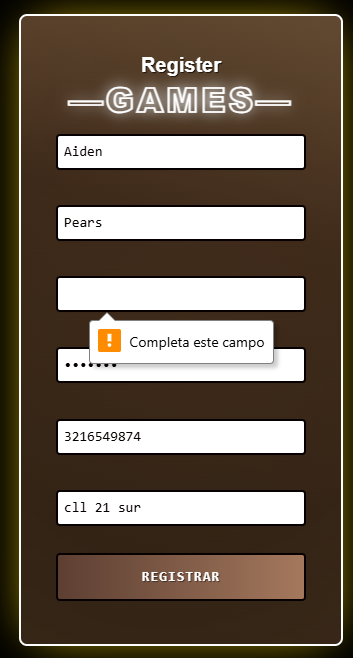 Register
—GAMES—
Aiden
Pears
Completa este campo
•••••••
3216549874
cll 21 sur
REGISTRAR